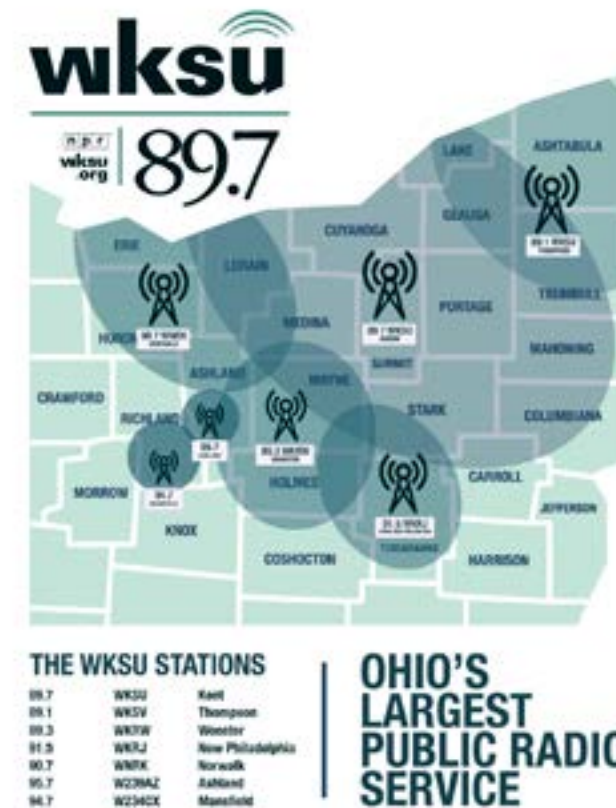 wksu
npr
wksu
.org
89.7
LAKE
ASHTABULA
GEAUGA
CUYAHOGA
ERIE
LORAIN
TRUMBULL
PORTAGE
MEDINA
HURON
MAHONING
SUMMIT
ASHLAND
WAYNE
CRAWFORD
STARK
COLUMBIANA
RICHLAND
CARROLL
HOLMES
MORROW
JEFFERSON
KNOX
COSHOCTON
HARRISON
THE WKSU STATIONS
89.7 WKSU Kent
89.1 WKSV Thompson
89.3 WKRW Wooster
91.5 WKRJ New Philadelphia
90.7 WNRK Norwalk
95.7 W239AZ Ashland
94.7 W234CX Mansfield
OHIO'S
LARGEST
PUBLIC RADIO
SERVICE